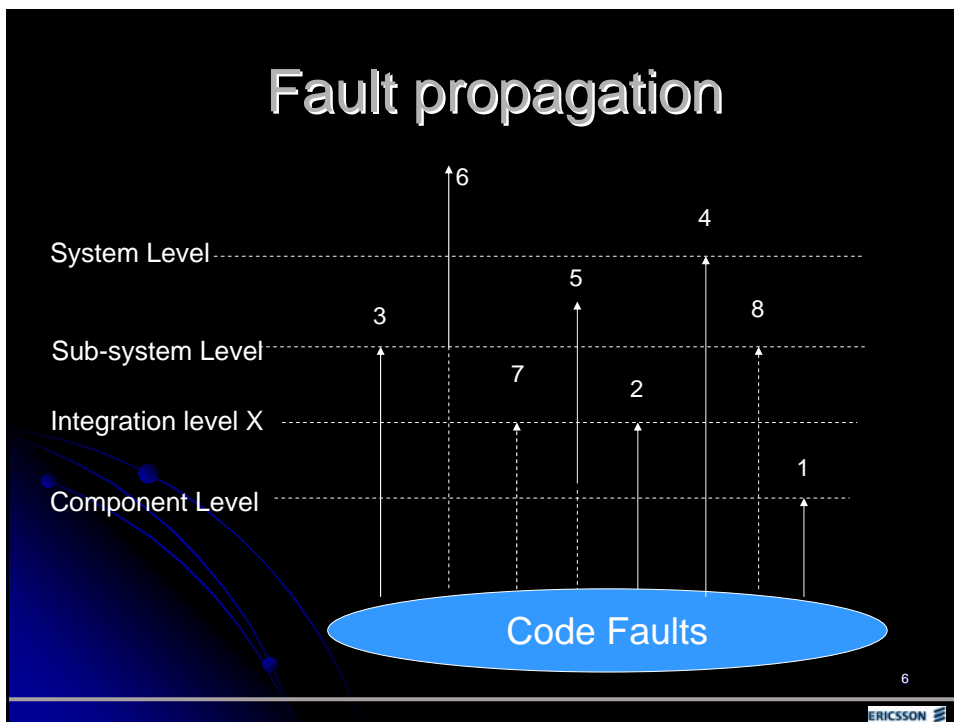 Fault propagation
6
4
System Level
5
3
8
Sub-system Level
7
2
Integration level X
1
Component Level
Code Faults
6
ERICSSON